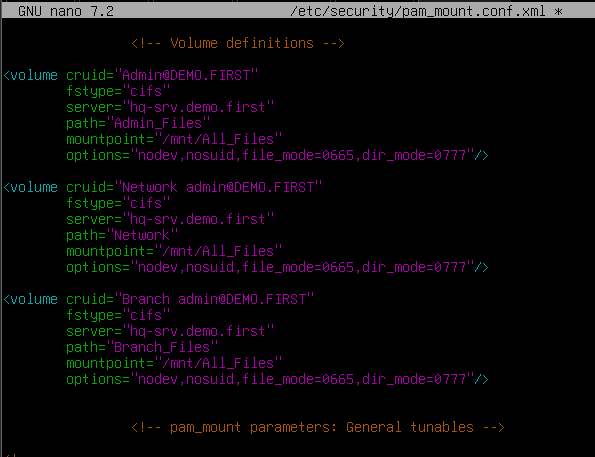 GNU nano 7.2 /etc/security/pam_mount.conf.xml *
<!-- Volume definitions -->
<volume cruid="Admin@DEMO.FIRST"
fstype="cifs"
server="hq-srv.demo.first"
path="Admin_Files"
mountpoint="/mnt/All_Files"
options="nodev,nosuid,file_mode=0665,dir_mode=0777"/>
<volume cruid="Network admin@DEMO.FIRST"
fstype="cifs"
server="hq-srv.demo.first"
path="Network"
mountpoint="/mnt/All_Files"
options="nodev,nosuid,file_mode=0665,dir_mode=0777"/>
<volume cruid="Branch admin@DEMO.FIRST"
fstype="cifs"
server="hq-srv.demo.first"
path="Branch_Files"
mountpoint="/mnt/All_Files"
options="nodev,nosuid,file_mode=0665,dir_mode=0777"/>
<!-- pam_mount parameters: General tunables -->